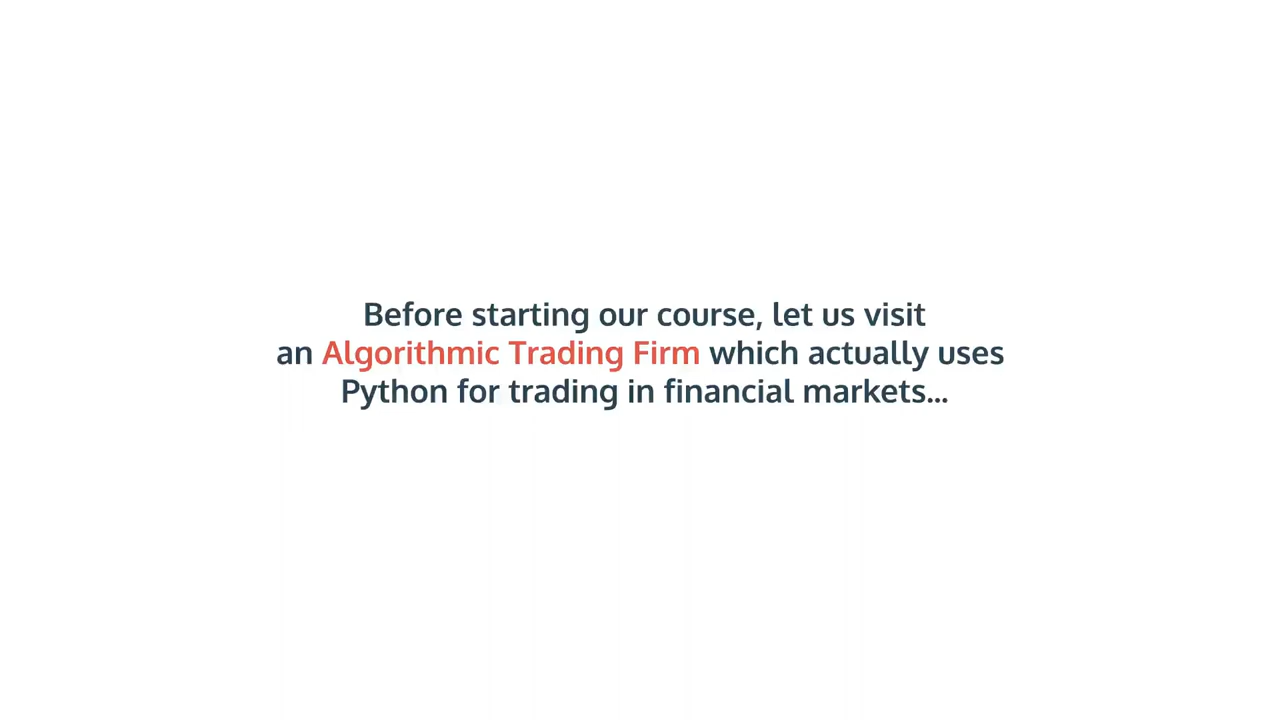 Before starting our course, let us visit
an Algorithmic Trading Firm which actually uses
Python for trading in financial markets...